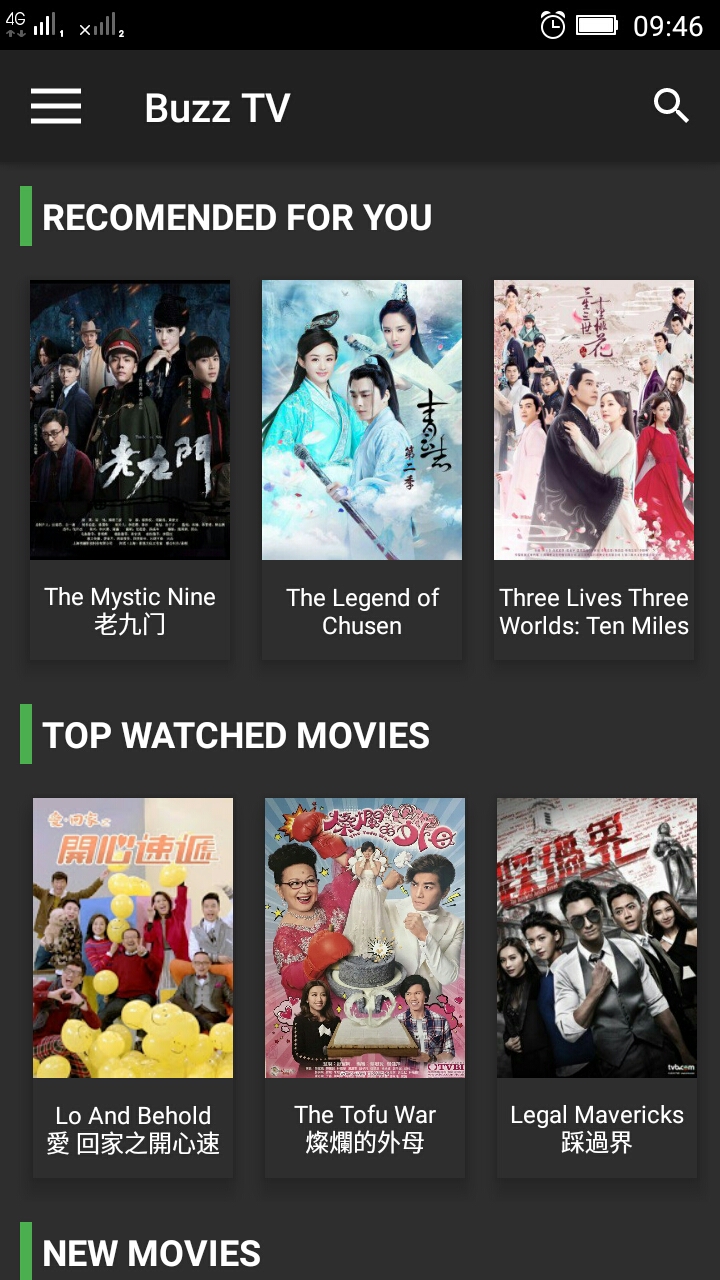 4G
1
2
09:46
Buzz TV
RECOMENDED FOR YOU
老九門
青云志
第二季
三生三世
十里桃花
The Mystic Nine
老九门
The Legend of
Chusen
Three Lives Three
Worlds: Ten Miles
TOP WATCHED MOVIES
愛·回家之
開心速遞
燦爛的外母
TVB
踩過界
tvb.com
Lo And Behold
愛 回家之開心速
The Tofu War
燦爛的外母
Legal Mavericks
踩過界
NEW MOVIES